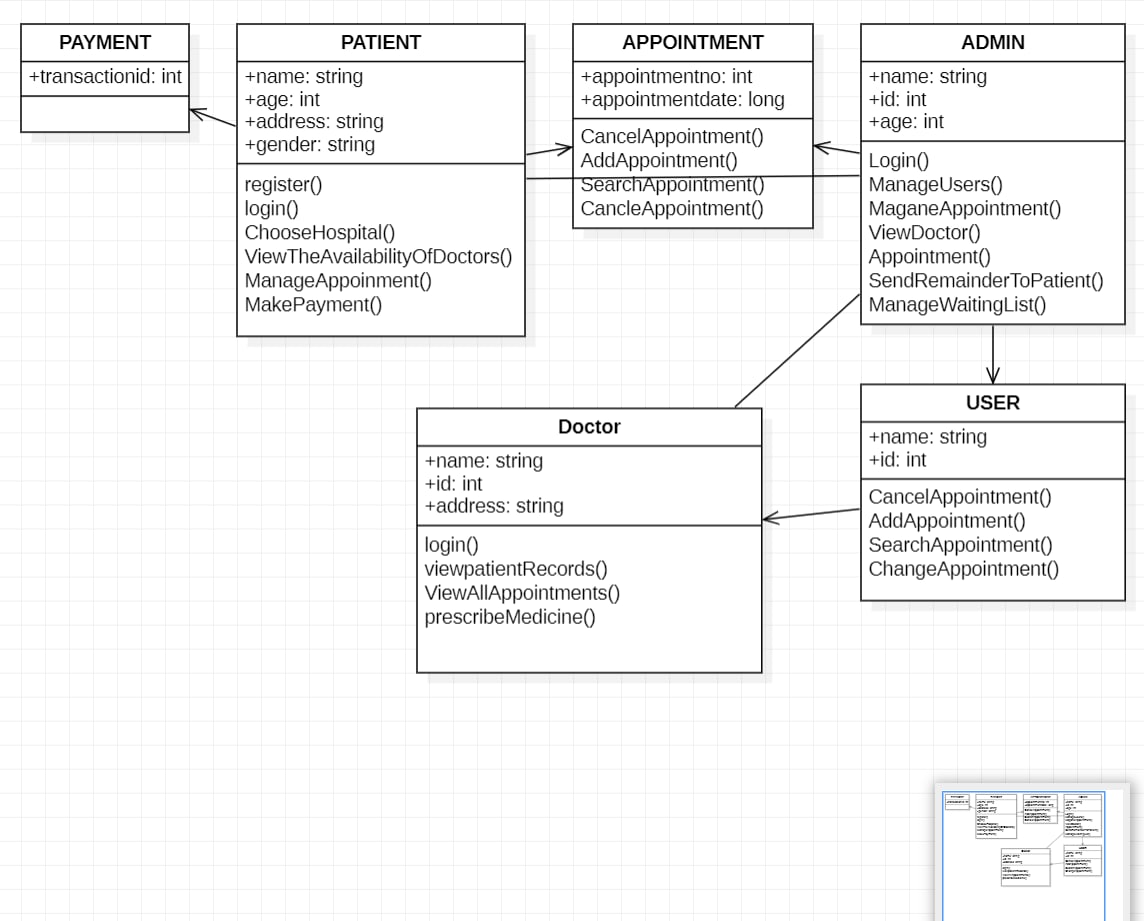 PAYMENT
+transactionid: int
PATIENT
+name: string
+age: int
+address: string
+gender: string
register()
login()
ChooseHospital()
ViewTheAvailabilityOfDoctors()
ManageAppoinment()
MakePayment()
APPOINTMENT
+appointmentno: int
+appointmentdate: long
CancelAppointment()
AddAppointment()
SearchAppointment()
CancleAppointment()
ADMIN
+name: string
+id: int
+age: int
Login()
ManageUsers()
MaganeAppointment()
ViewDoctor()
Appointment()
SendRemainderToPatient()
ManageWaitingList()
Doctor
+name: string
+id: int
+address: string
login()
viewpatientRecords()
ViewAllAppointments()
prescribeMedicine()
USER
+name: string
+id: int
CancelAppointment()
AddAppointment()
SearchAppointment()
ChangeAppointment()